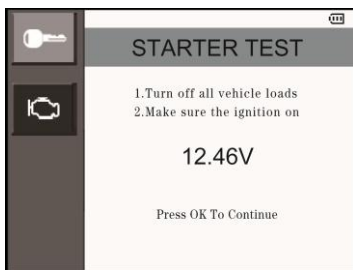 STARTER TEST
1.Turn off all vehicle loads
2.Make sure the ignition on
12.46V
Press OK To Continue